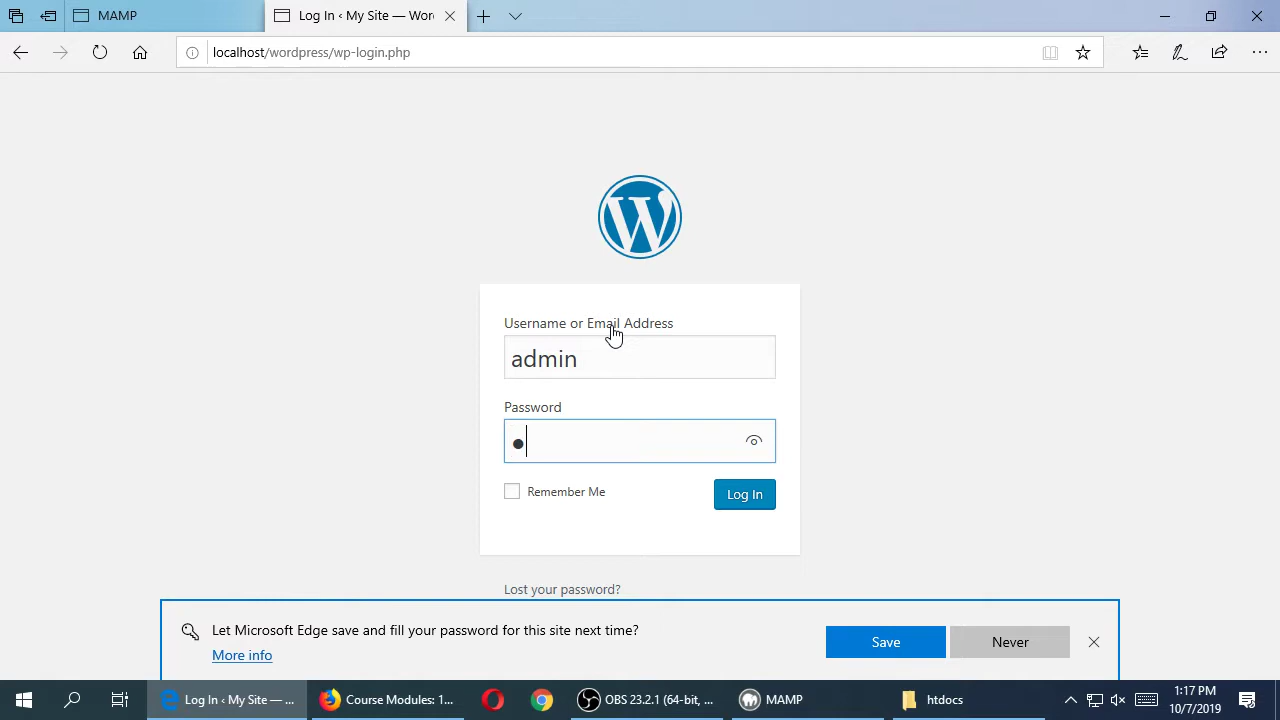 MAMP
Log In ‹ My Site — Wor
localhost/wordpress/wp-login.php
Username or Email Address
admin
Password
Remember Me
Log In
Lost your password?
Let Microsoft Edge save and fill your password for this site next time?
More info
Save
Never
Log In ‹ My Site — ...
Course Modules: 1...
OBS 23.2.1 (64-bit, ...
MAMP
htdocs
1:17 PM
10/7/2019